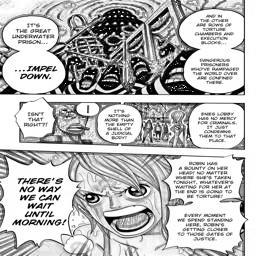 IT'S
THE GREAT
UNDERWATER
PRISON...
...IMPEL
DOWN.
AND IN
THE OTHER
ARE ROWS OF
TORTURE
CHAMBERS AND
EXECUTION
BLOCKS...
DANGEROUS
PRISONERS
WHO'VE RAMPAGED
THE WORLD OVER
ARE CONFINED
THERE.
ISN'T
THAT
RIGHT?
!
IT'S
NOTHING
MORE THAN
THE EMPTY
SHELL OF
A JUDICIAL
BODY!
ENIES LOBBY
HAS NO MERCY
FOR CRIMINALS.
IT JUST
CONDEMNS
THEM TO
THAT PLACE!
THERE'S
NO WAY
WE CAN
WAIT
UNTIL
MORNING!
ROBIN HAS
A BOUNTY ON
HER HEAD! NO MATTER
WHERE SHE'S TAKEN
TONIGHT, WHATEVER'S
WAITING FOR HER AT
THE END IS GOING
TO BE TORTURE!
EVERY MOMENT
WE SPEND STANDING
HERE, ROBIN'S
GETTING CLOSER
TO THOSE GATES
OF JUSTICE.